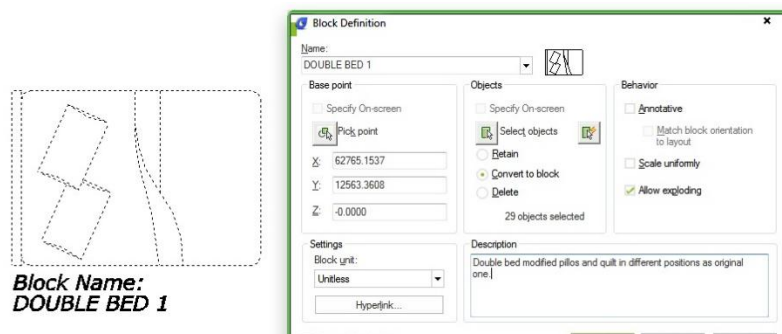 Block Name:
DOUBLE BED 1
Block Definition
Name:
DOUBLE BED 1
Base point
Specify On-screen
Pick point
X: 62765.1537
Y: 12563.3608
Z: -0.0000
Objects
Specify On-screen
Select objects
Retain
Convert to block
Delete
29 objects selected
Behavior
Annotative
Match block orientation
to layout
Scale uniformly
Allow exploding
Settings
Block unit:
Unitless
Hyperlink...
Description
Double bed modified pillos and quilt in different positions as original
one.